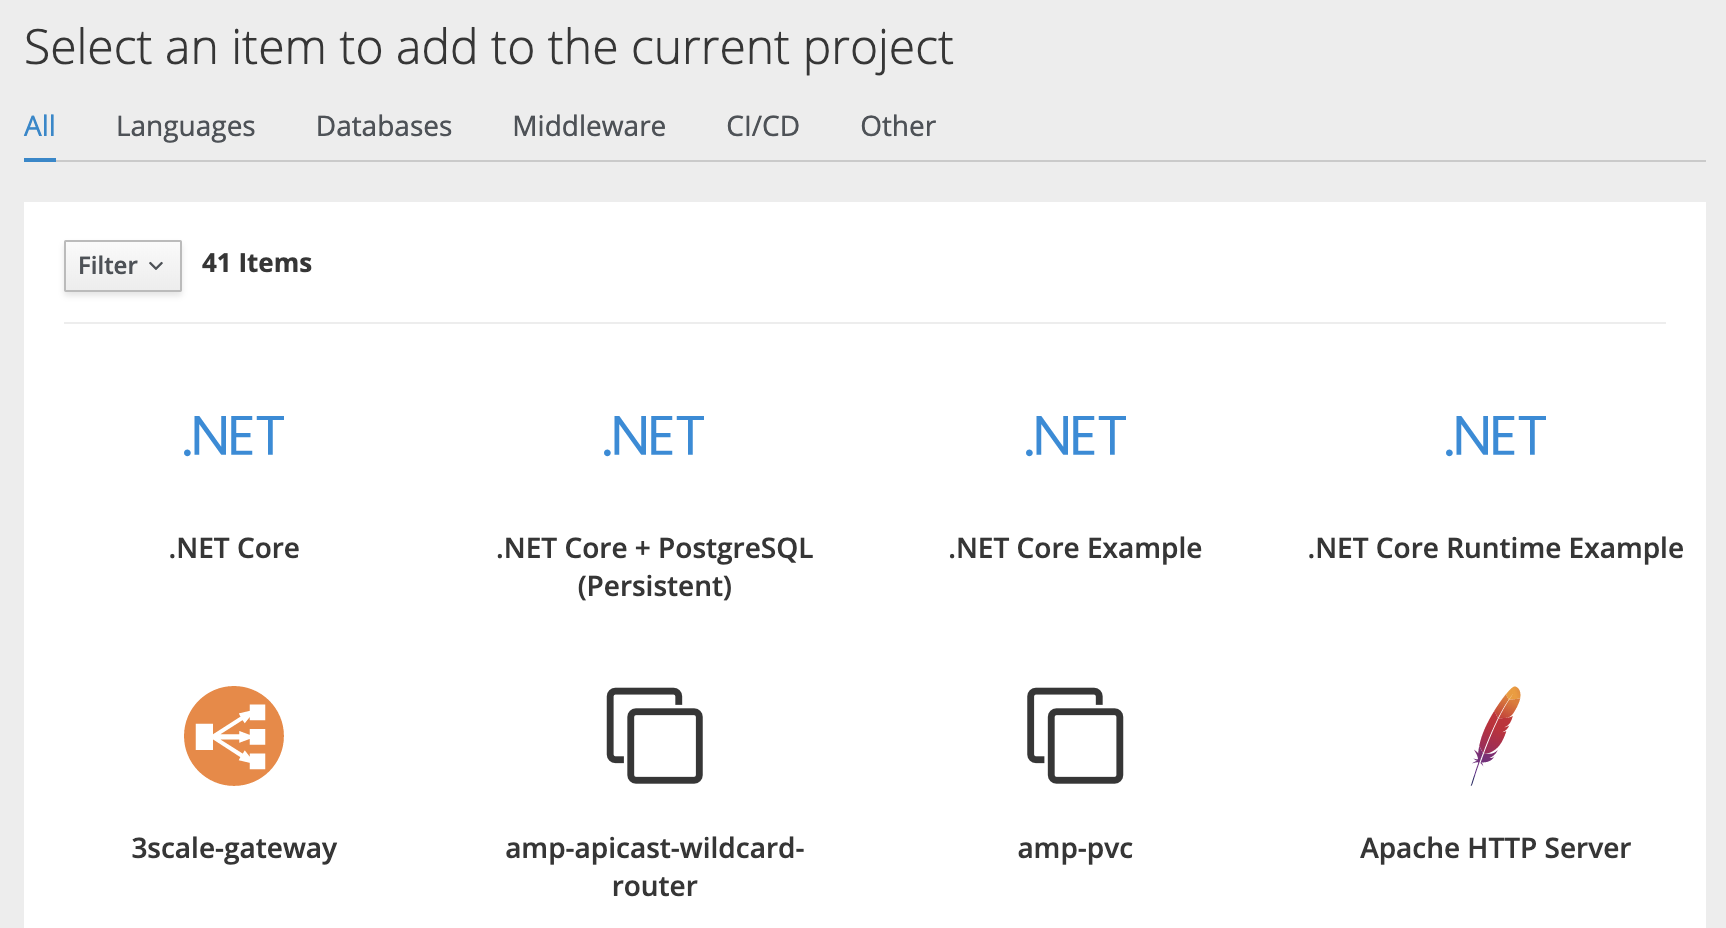 Select an item to add to the current project
All Languages Databases Middleware CI/CD Other
Filter 41 Items
.NET .NET .NET .NET
.NET Core .NET Core + PostgreSQL (Persistent) .NET Core Example .NET Core Runtime Example
3scale-gateway amp-apicast-wildcard-router amp-pvc Apache HTTP Server